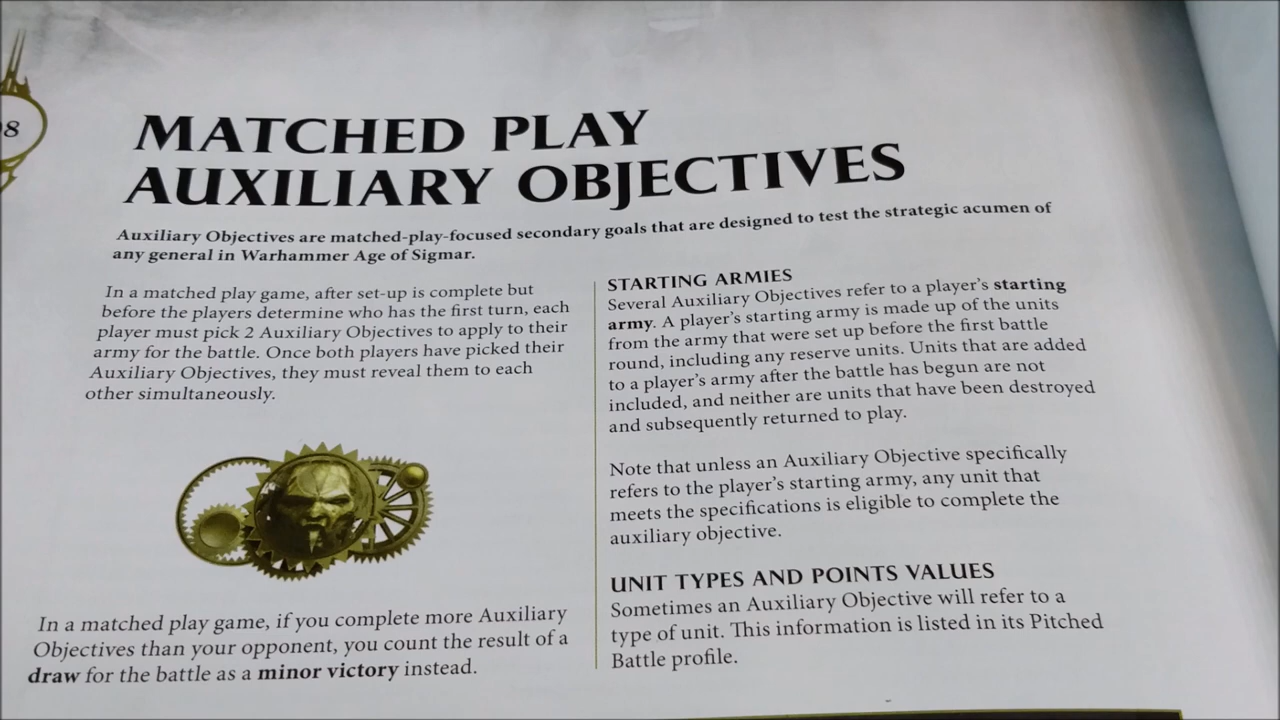 MATCHED PLAY
AUXILIARY OBJECTIVES
Auxiliary Objectives are matched-play-focused secondary goals that are designed to test the strategic acumen of
any general in Warhammer Age of Sigmar.
In a matched play game, after set-up is complete but
before the players determine who has the first turn, each
player must pick 2 Auxiliary Objectives to apply to their
army for the battle. Once both players have picked their
Auxiliary Objectives, they must reveal them to each
other simultaneously.
In a matched play game, if you complete more Auxiliary
Objectives than your opponent, you count the result of a
draw for the battle as a minor victory instead.
STARTING ARMIES
Several Auxiliary Objectives refer to a player's starting
army. A player's starting army is made up of the units
from the army that were set up before the first battle
round, including any reserve units. Units that are added
to a player's army after the battle has begun are not
included, and neither are units that have been destroyed
and subsequently returned to play.
Note that unless an Auxiliary Objective specifically
refers to the player's starting army, any unit that
meets the specifications is eligible to complete the
auxiliary objective.
UNIT TYPES AND POINTS VALUES
Sometimes an Auxiliary Objective will refer to a
type of unit. This information is listed in its Pitched
Battle profile.